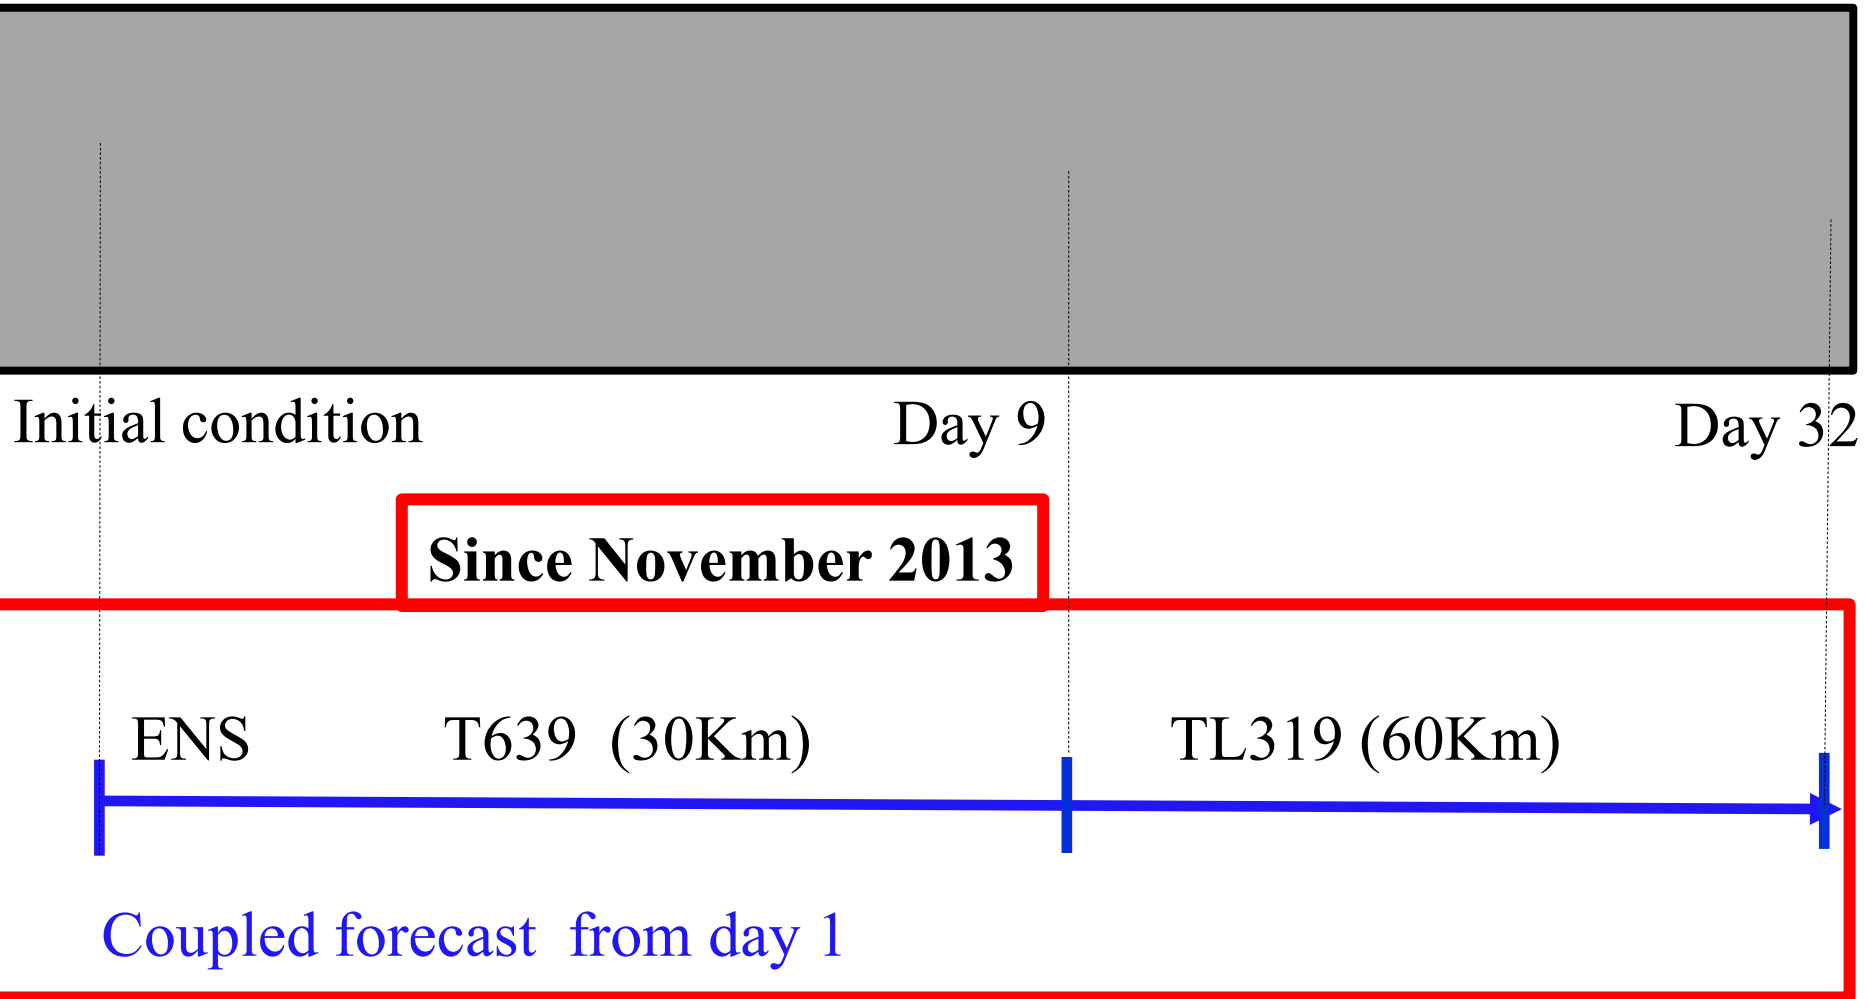 Initial condition Day 9 Day 32
Since November 2013
ENS T639 (30Km) TL319 (60Km)
Coupled forecast from day 1